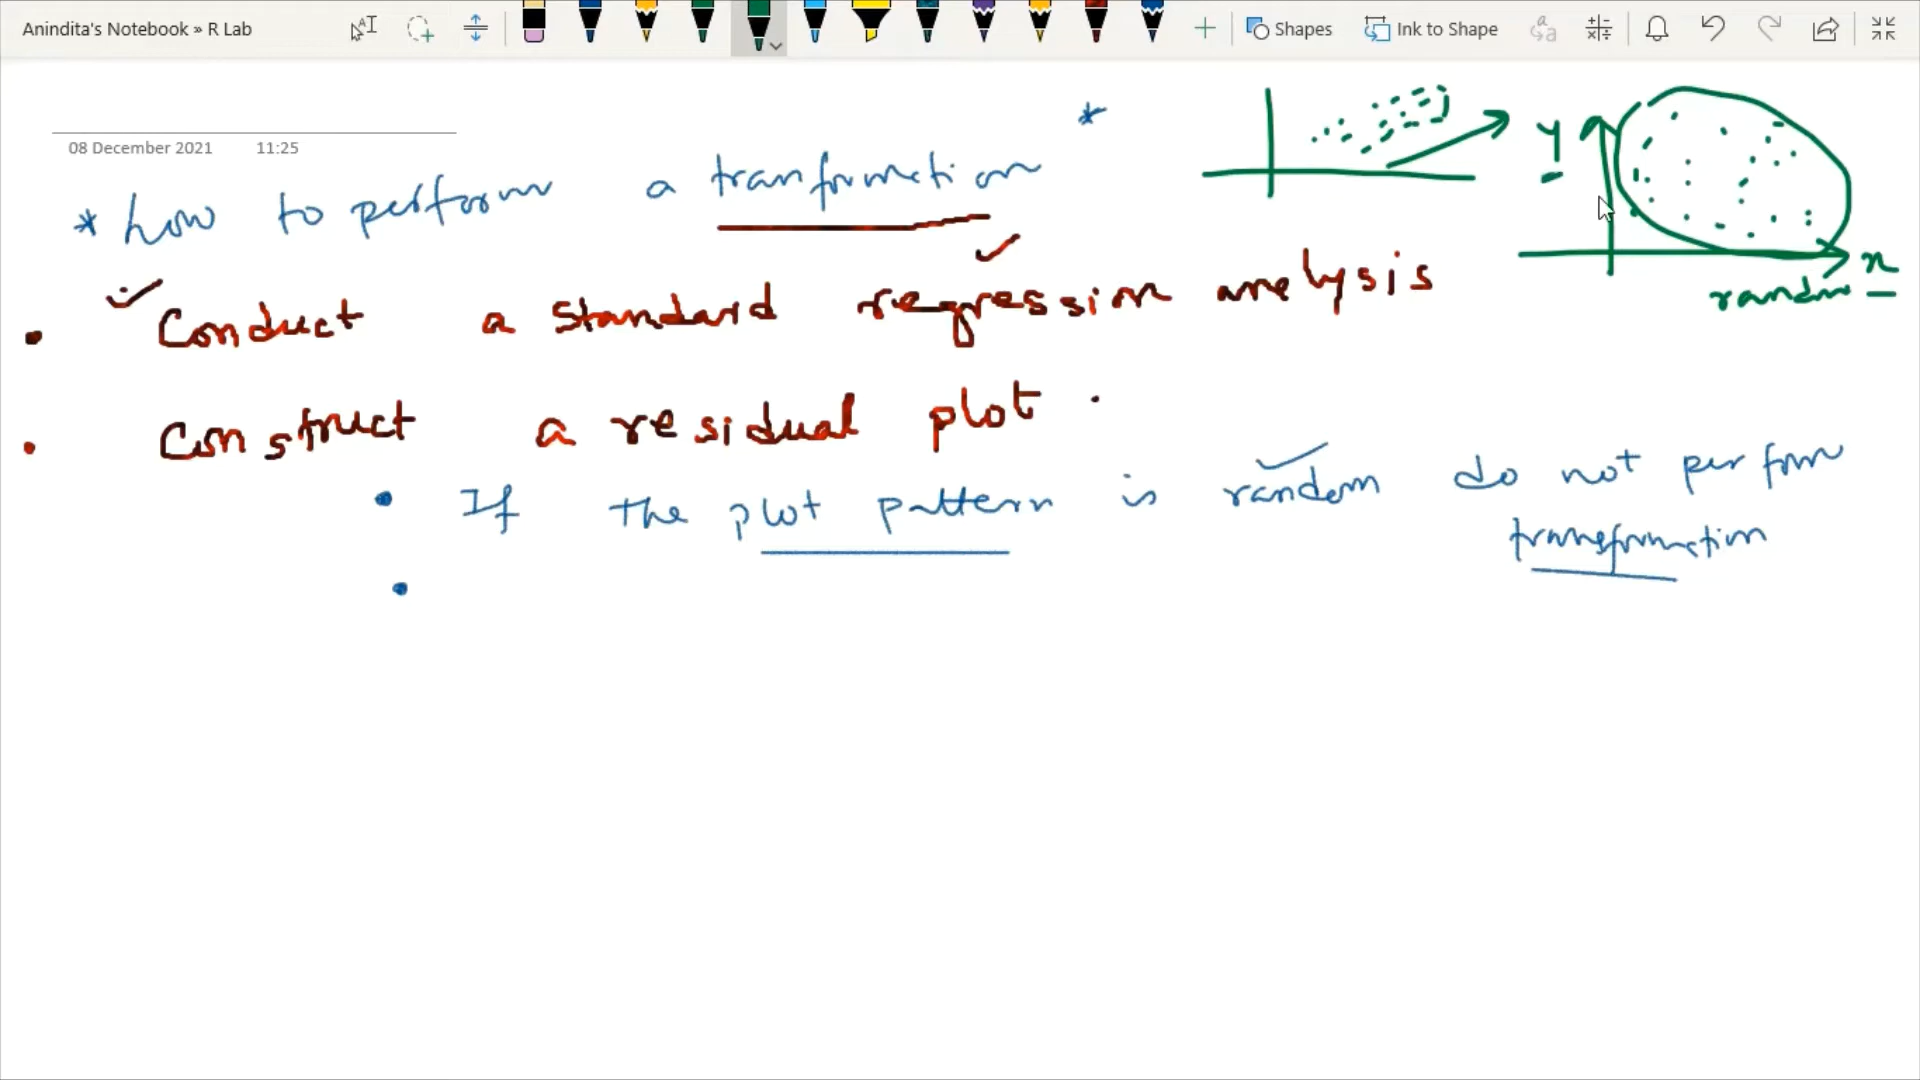 Anindita's Notebook » R Lab
Shapes
Ink to Shape
08 December 2021 11:25
* how to perform a tranformation *
y
x
random
• Conduct a standard regression analysis
• Construct a residual plot .
• If the plot pattern is random do not perform
transformation
•